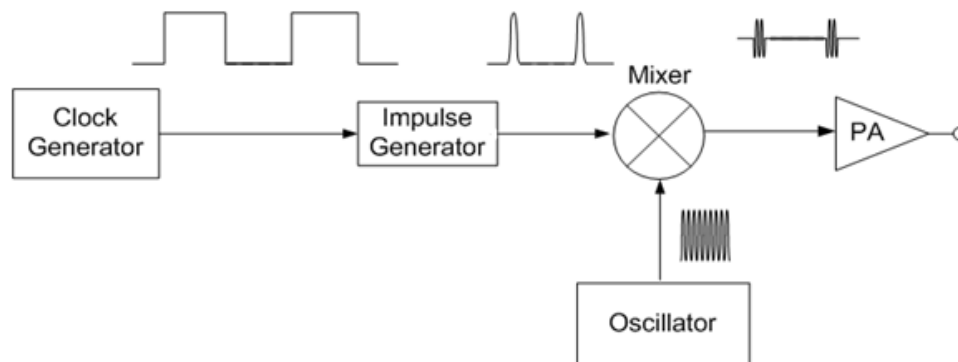 Mixer
Clock
Generator
Impulse
Generator
PA
Oscillator